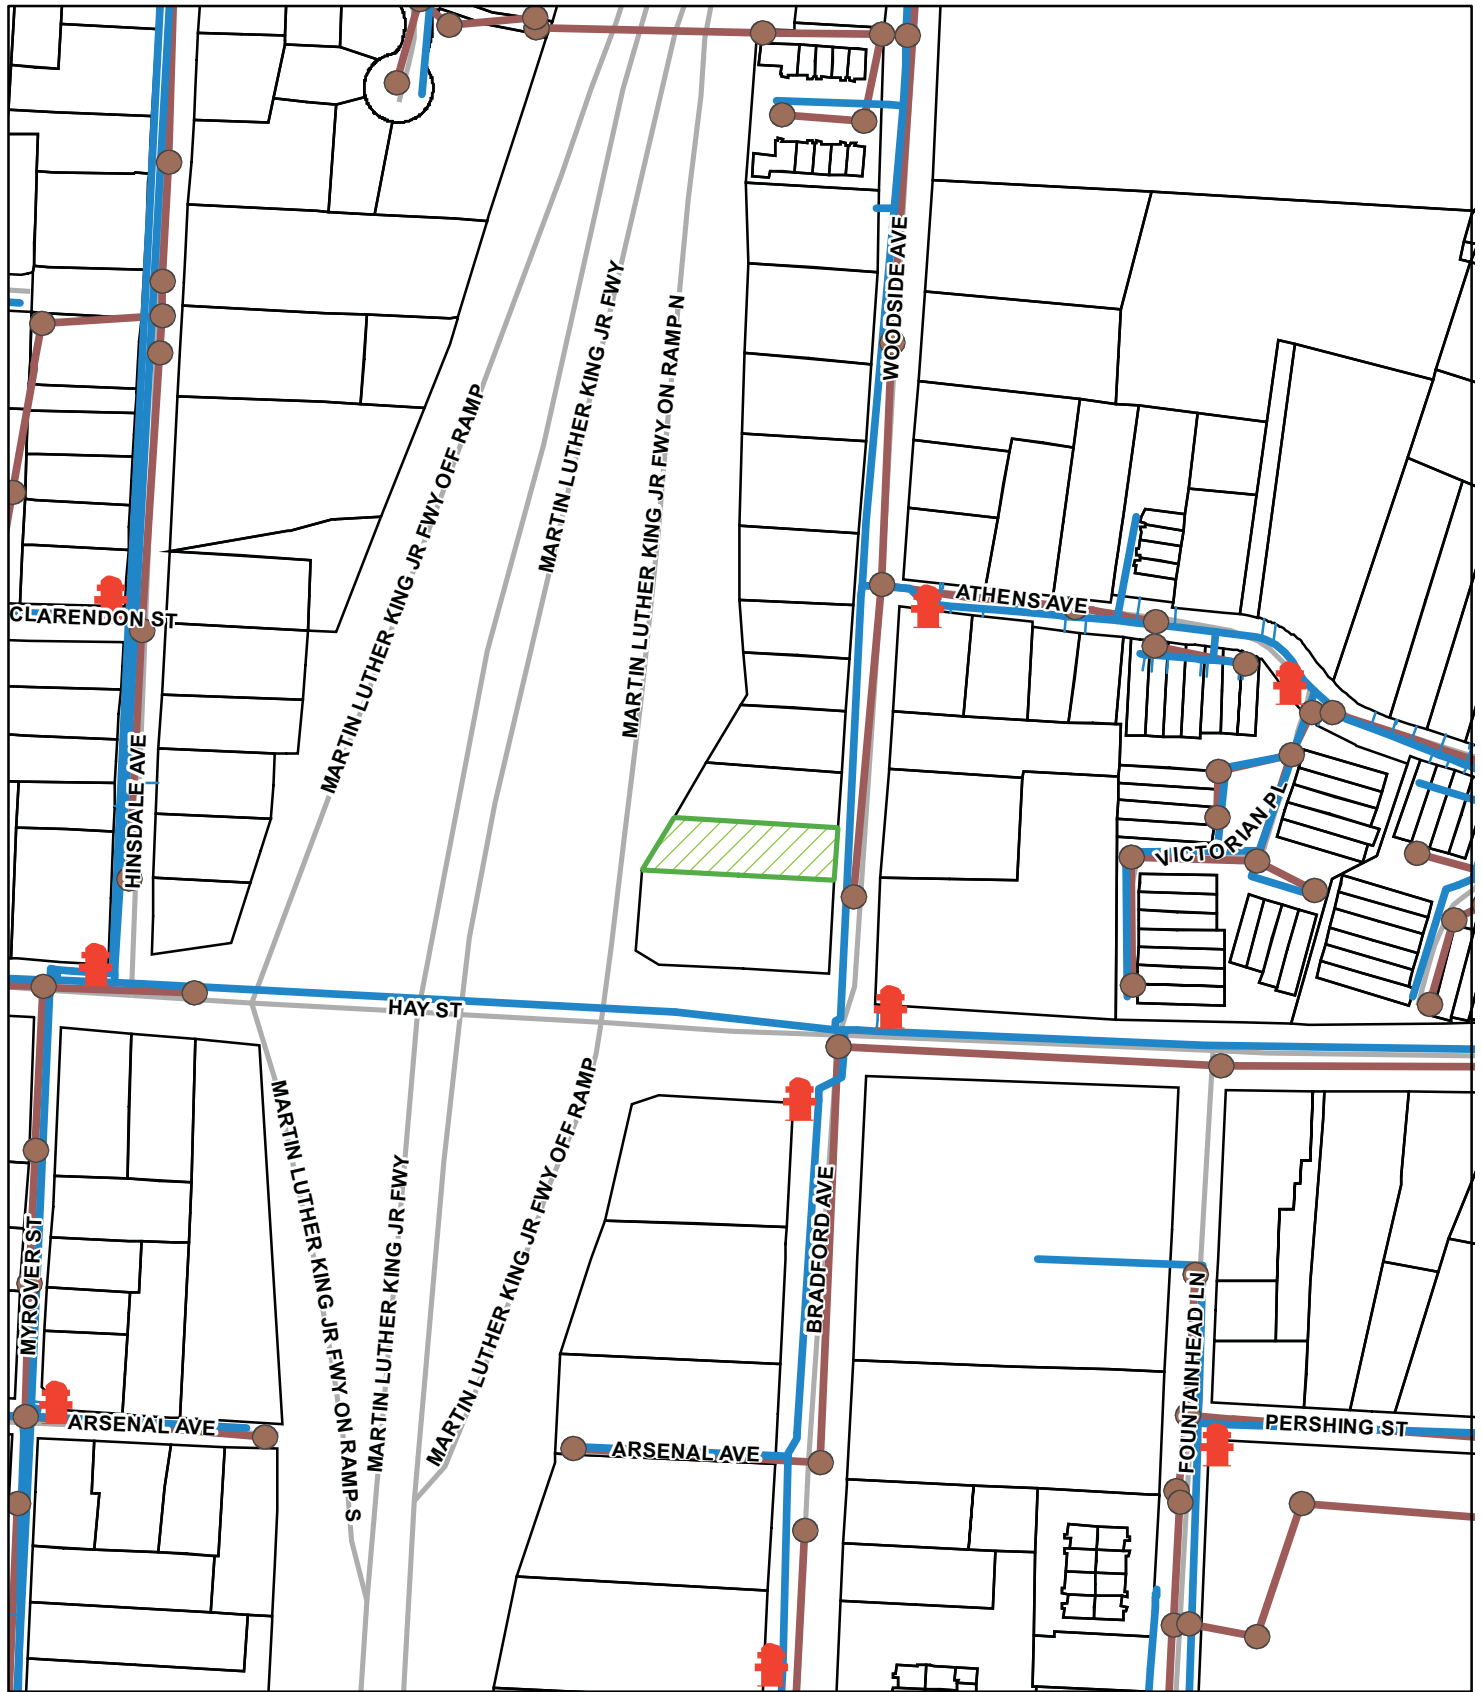 WOODSIDE AVE
MARTIN LUTHER KING JR FWY
MARTIN LUTHER KING JR FWY ON RAMP N
MARTIN LUTHER KING JR FWY OFF RAMP
ATHENS AVE
CLARENDON ST
HINSDALE AVE
VICTORIAN PL
HAY ST
MARTIN LUTHER KING JR FWY OFF RAMP
MARTIN LUTHER KING JR FWY ON RAMP S
MARTIN LUTHER KING JR FWY
BRADFORD AVE
MYROVER ST
FOUNTAINHEAD LN
ARSENAL AVE
PERSHING ST
ARSENAL AVE